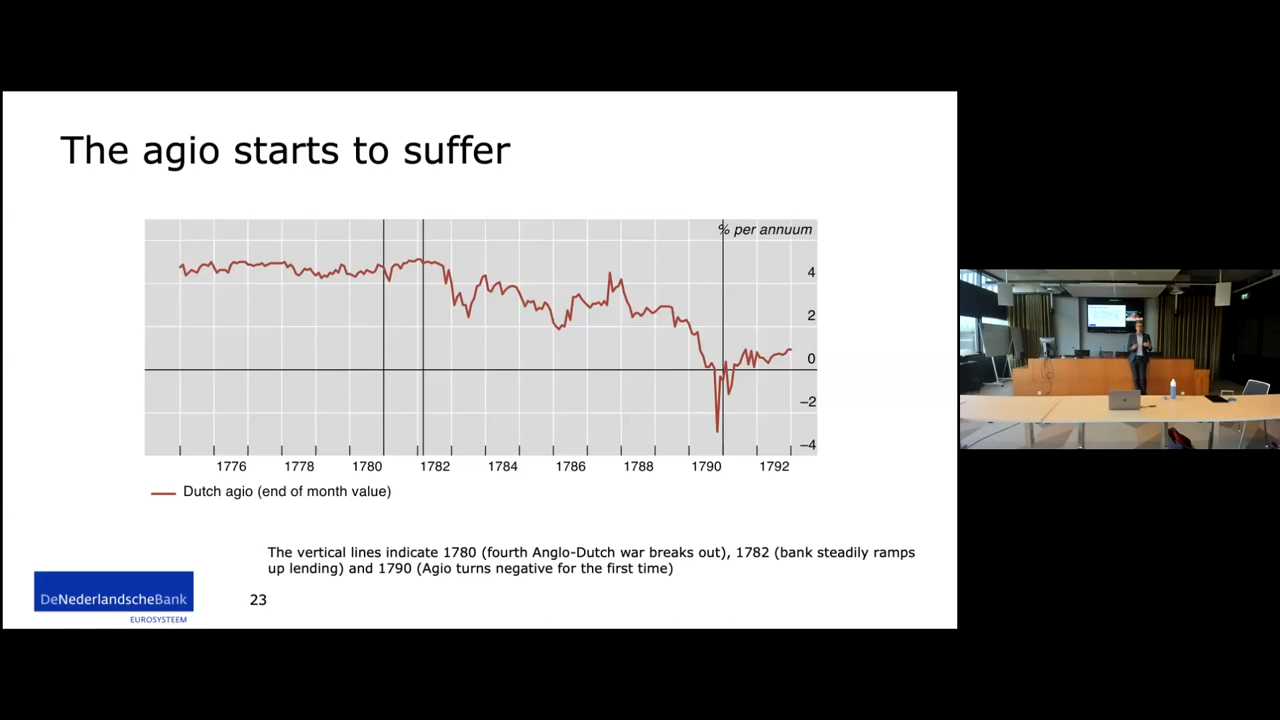 The agio starts to suffer
% per annuum
4
2
0
−2
−4
1776 1778 1780 1782 1784 1786 1788 1790 1792
Dutch agio (end of month value)
The vertical lines indicate 1780 (fourth Anglo-Dutch war breaks out), 1782 (bank steadily ramps
up lending) and 1790 (Agio turns negative for the first time)
DeNederlandscheBank
EUROSYSTEEM
23